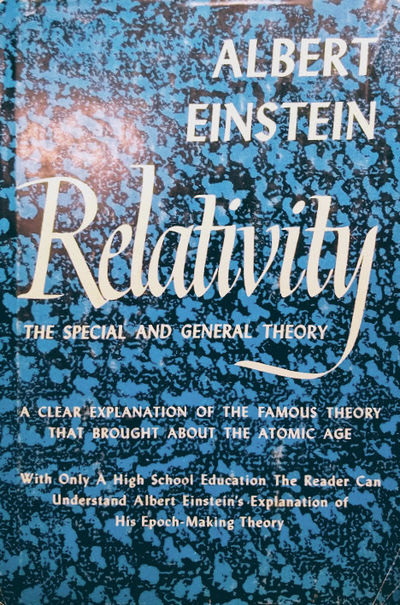 ALBERT
EINSTEIN
Relativity
THE SPECIAL AND GENERAL THEORY
A CLEAR EXPLANATION OF THE FAMOUS THEORY
THAT BROUGHT ABOUT THE ATOMIC AGE
With Only A High School Education The Reader Can
Understand Albert Einstein's Explanation of
His Epoch-Making Theory